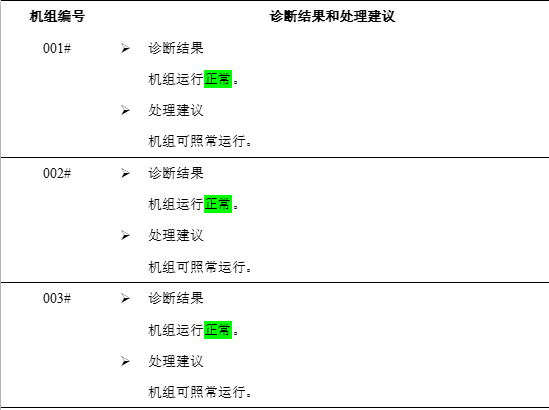 机组编号 诊断结果和处理建议
001# ➢ 诊断结果
机组运行正常。
➢ 处理建议
机组可照常运行。
002# ➢ 诊断结果
机组运行正常。
➢ 处理建议
机组可照常运行。
003# ➢ 诊断结果
机组运行正常。
➢ 处理建议
机组可照常运行。